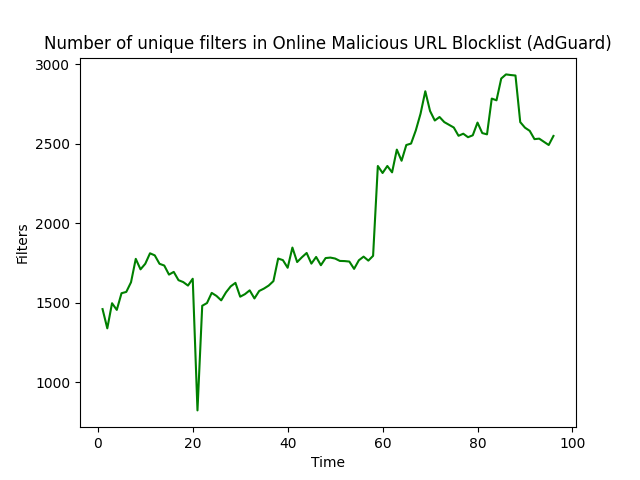 Number of unique filters in Online Malicious URL Blocklist (AdGuard)
3000
2500
2000
1500
1000
Filters
0 20 40 60 80 100
Time